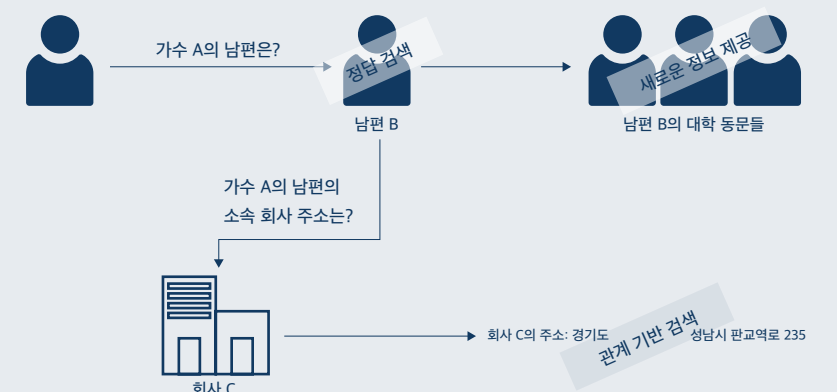 가수 A의 남편은?
정답 검색
새로운 정보 제공
남편 B
남편 B의 대학 동문들
가수 A의 남편의
소속 회사 주소는?
회사 C의 주소: 경기도 성남시 판교역로 235
관계 기반 검색
회사 C